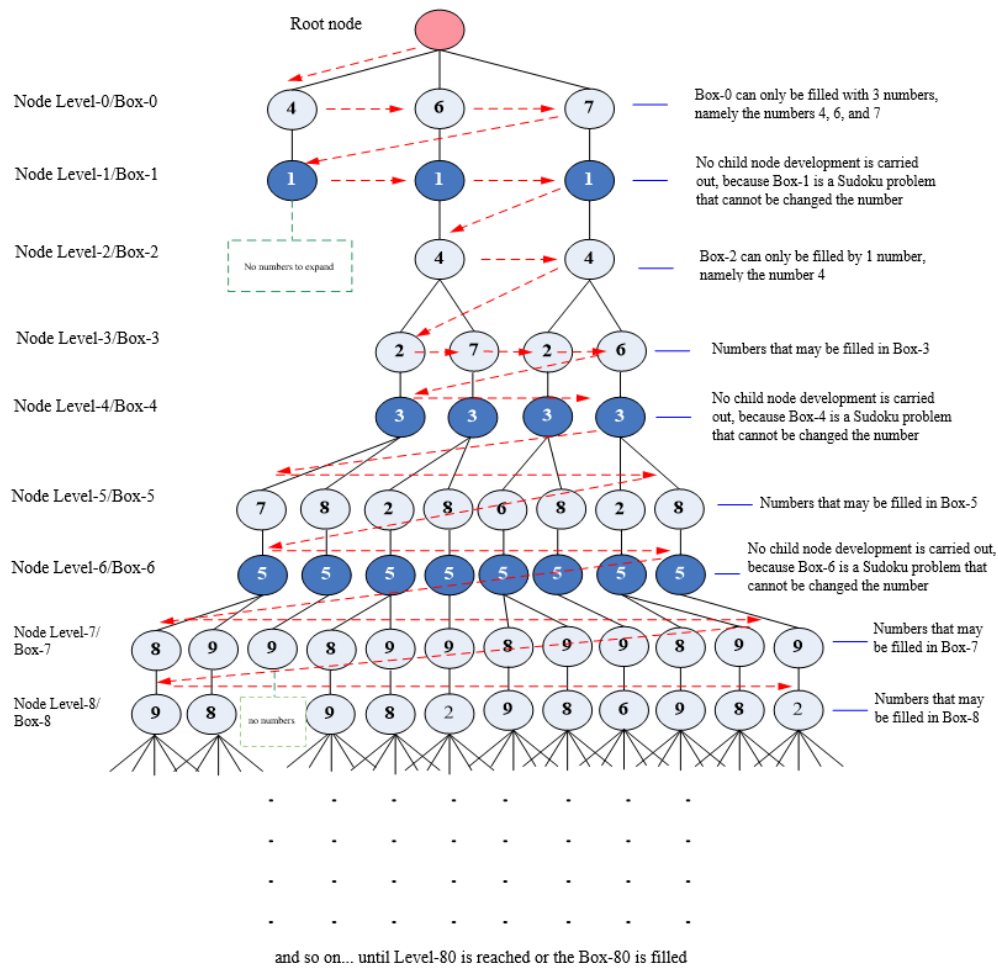 Root node
Node Level-0/Box-0
4
6
7
Box-0 can only be filled with 3 numbers,
namely the numbers 4, 6, and 7
Node Level-1/Box-1
1
1
1
No child node development is carried
out, because Box-1 is a Sudoku problem
that cannot be changed the number
Node Level-2/Box-2
No numbers to expand
4
4
Box-2 can only be filled by 1 number,
namely the number 4
Node Level-3/Box-3
2
7
2
6
Numbers that may be filled in Box-3
Node Level-4/Box-4
3
3
3
3
No child node development is carried
out, because Box-4 is a Sudoku problem
that cannot be changed the number
Node Level-5/Box-5
7
8
2
8
6
8
2
8
Numbers that may be filled in Box-5
Node Level-6/Box-6
5
5
5
5
5
5
5
5
No child node development is carried out,
because Box-6 is a Sudoku problem that
cannot be changed the number
Node Level-7/
Box-7
8
9
9
8
9
9
8
9
9
8
9
9
Numbers that may
be filled in Box-7
Node Level-8/
Box-8
9
8
no numbers
9
8
2
9
8
6
9
8
2
Numbers that may
be filled in Box-8
and so on... until Level-80 is reached or the Box-80 is filled